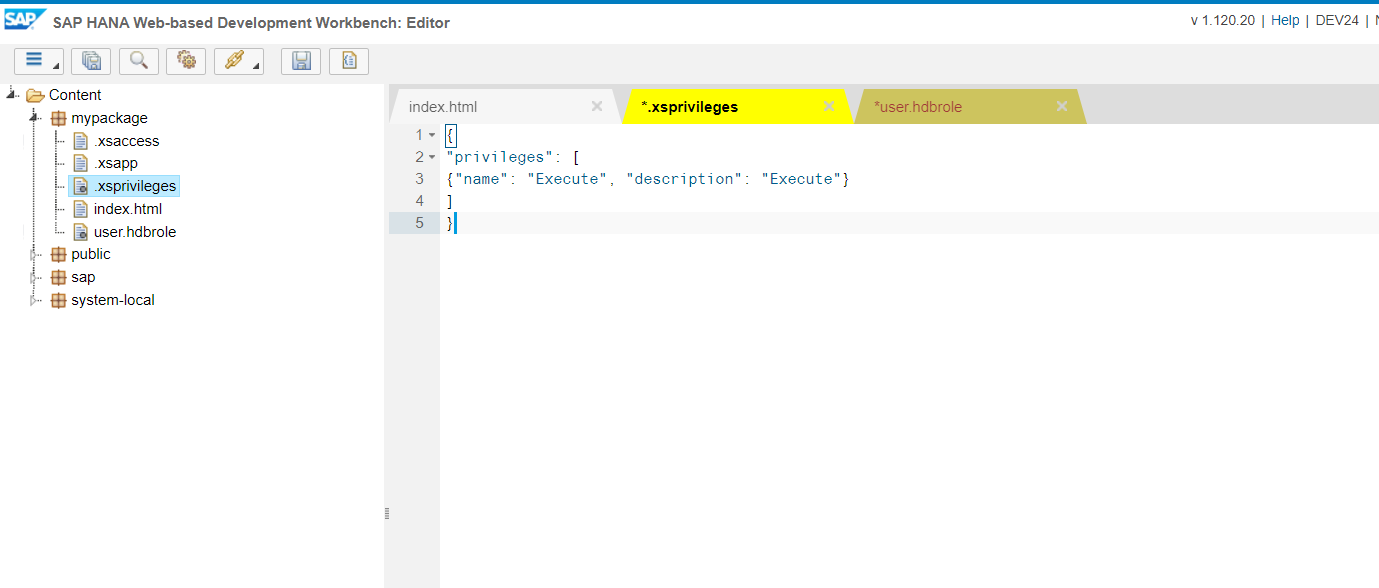 SAP SAP HANA Web-based Development Workbench: Editor
v 1.120.20 | Help | DEV24 |
Content
mypackage
.xsaccess
.xsapp
.xsprivileges
index.html
user.hdbrole
public
sap
system-local
index.html
*.xsprivileges
*user.hdbrole
1 {
2 "privileges": [
3 {"name": "Execute", "description": "Execute"}
4 ]
5 }